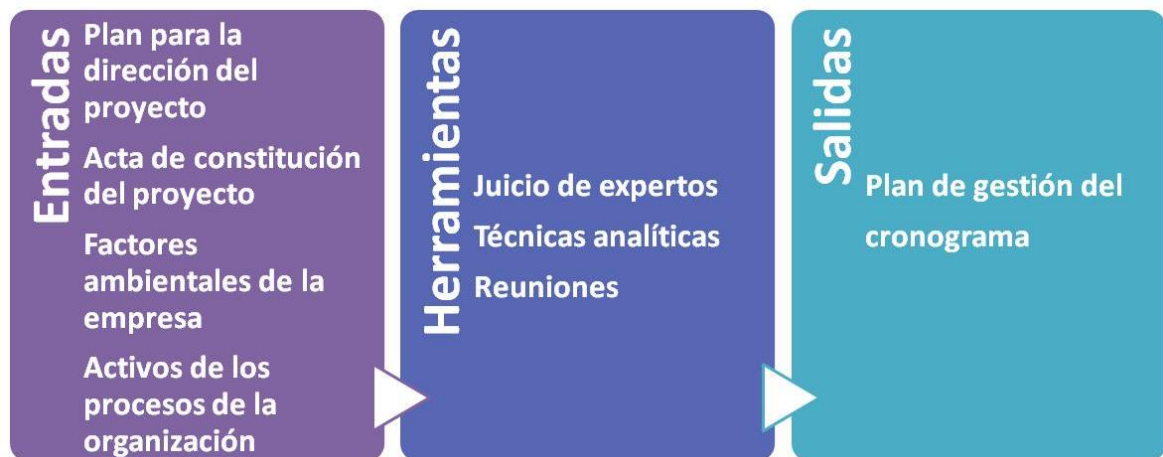 Entradas
Plan para la
dirección del
proyecto
Acta de constitución
del proyecto
Factores
ambientales de la
empresa
Activos de los
procesos de la
organización
Herramientas
Juicio de expertos
Técnicas analíticas
Reuniones
Salidas
Plan de gestión del
cronograma